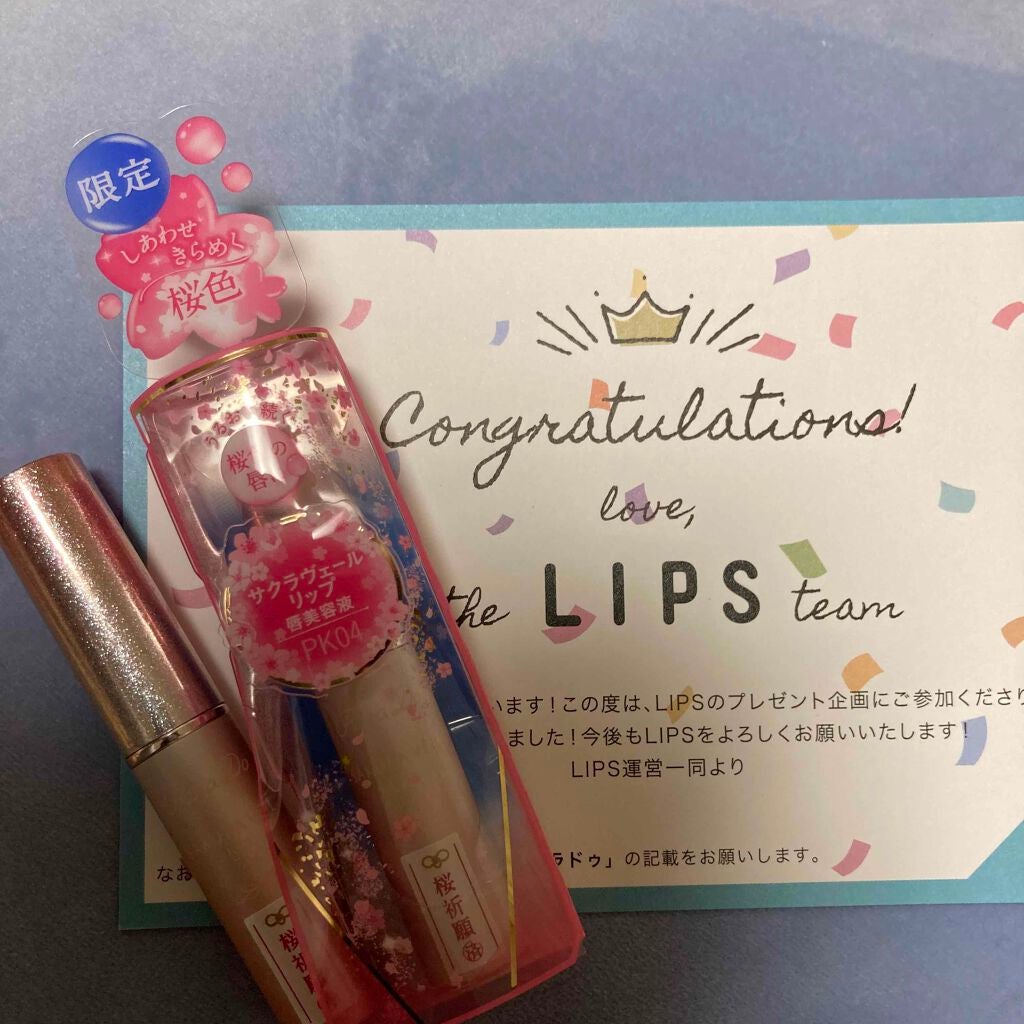 限定
しあわせ
きらめく
桜色
桜
の
唇
サクラヴェール
リップ
唇美容液
PK04
桜祈願
桜祈願
Congratulations!
love,
the LIPS team
います！この度は、LIPSのプレゼント企画にご参加くださり
ました！今後もLIPSをよろしくお願いいたします！
LIPS運営一同より
なお
ラドゥ」の記載をお願いします。